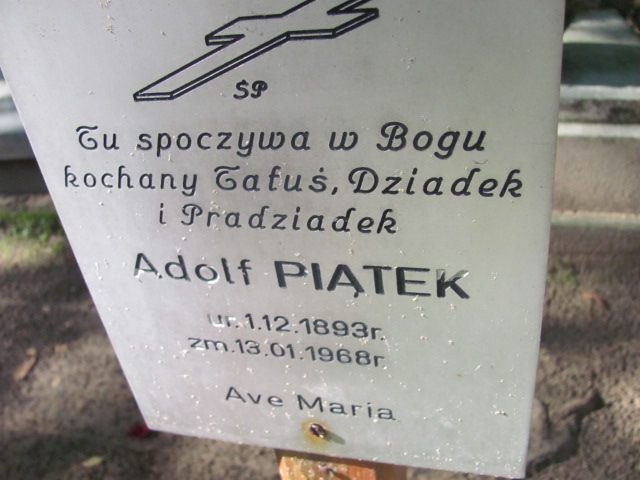 ŚP
Tu spoczywa w Bogu
kochany Tatuś, Dziadek
i Pradziadek
Adolf PIĄTEK
ur. 1.12.1893r.
zm. 13.01.1968r.
Ave Maria